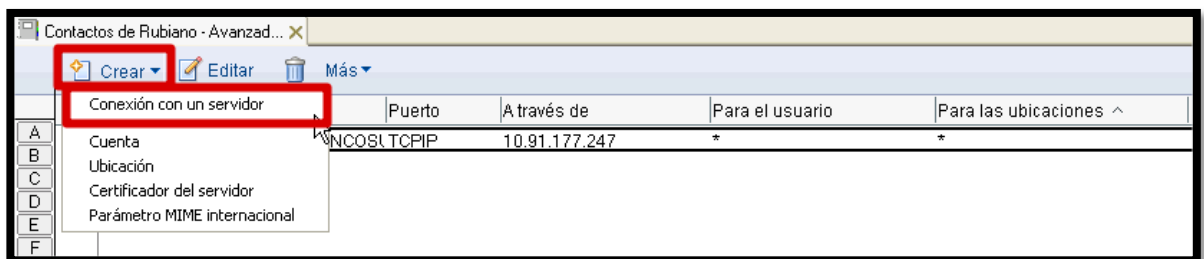 Contactos de Rubiano - Avanzad...
Crear Editar Más
Conexión con un servidor
Cuenta
Ubicación
Certificador del servidor
Parámetro MIME internacional
Puerto A través de Para el usuario Para las ubicaciones
TCPIP 10.91.177.247 * *
A
B
C
D
E
F